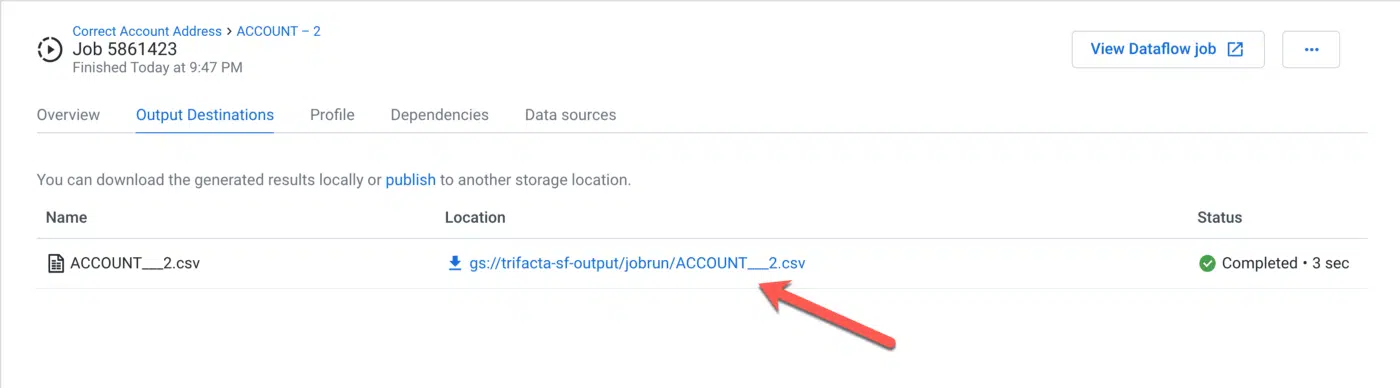 Correct Account Address > ACCOUNT – 2
Job 5861423
Finished Today at 9:47 PM
View Dataflow job
...
Overview Output Destinations Profile Dependencies Data sources
You can download the generated results locally or publish to another storage location.
Name Location Status
ACCOUNT___2.csv gs://trifacta-sf-output/jobrun/ACCOUNT___2.csv Completed • 3 sec